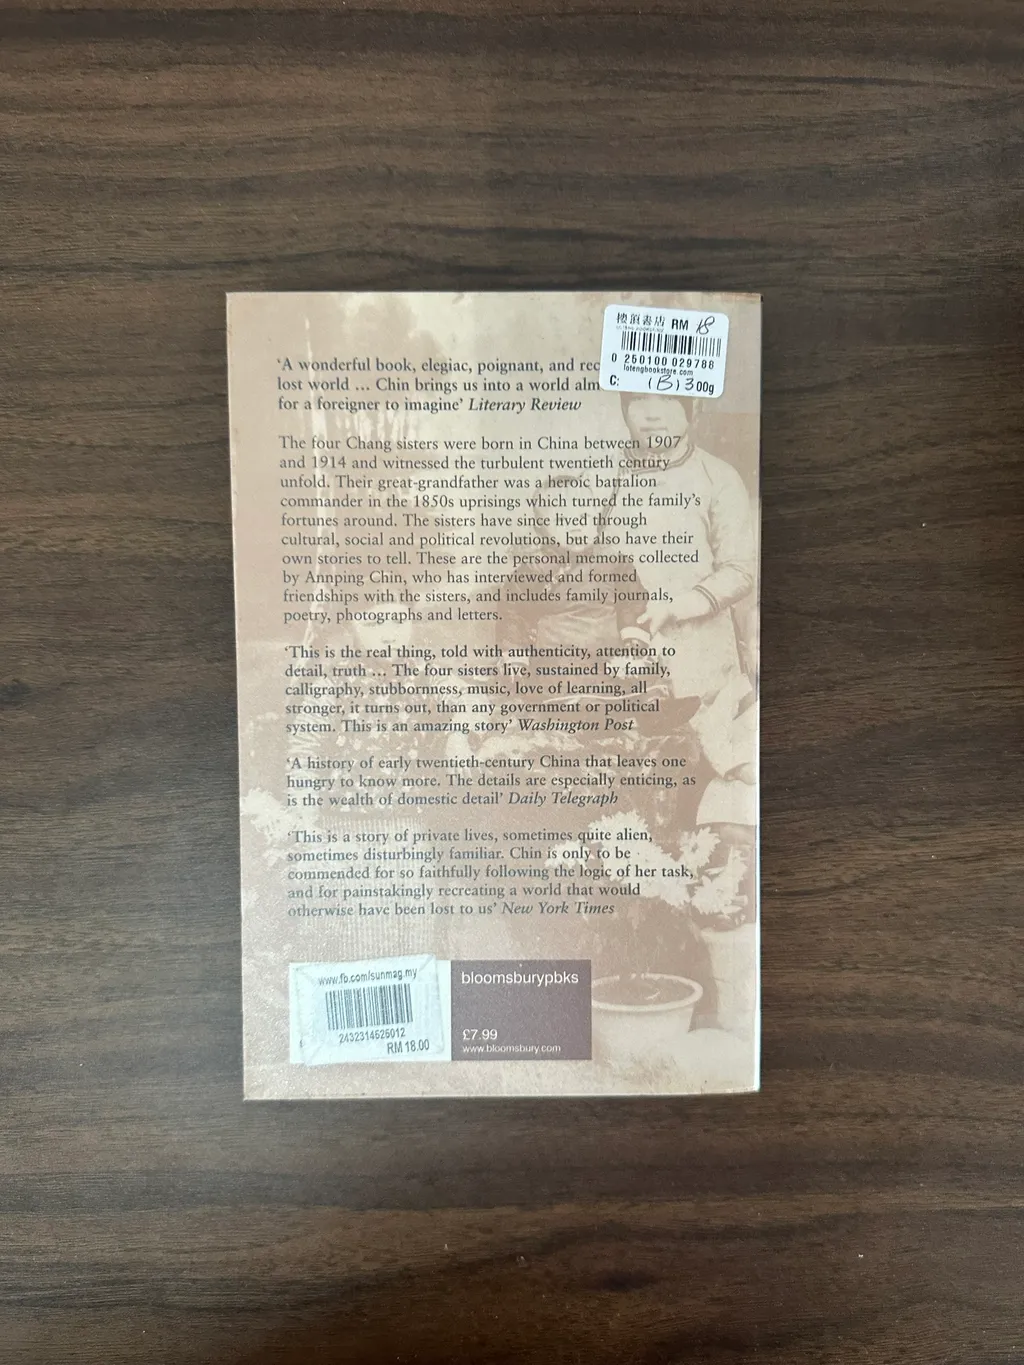 樓頂書店 RM 18
0 250100 029788
lotengbookstore.com
C: (B) 300g
‘A wonderful book, elegiac, poignant, and rec
lost world ... Chin brings us into a world alm
for a foreigner to imagine’ Literary Review
The four Chang sisters were born in China between 1907
and 1914 and witnessed the turbulent twentieth century
unfold. Their great-grandfather was a heroic battalion
commander in the 1850s uprisings which turned the family’s
fortunes around. The sisters have since lived through
cultural, social and political revolutions, but also have their
own stories to tell. These are the personal memoirs collected
by Annping Chin, who has interviewed and formed
friendships with the sisters, and includes family journals,
poetry, photographs and letters.
‘This is the real thing, told with authenticity, attention to
detail, truth ... The four sisters live, sustained by family,
calligraphy, stubbornness, music, love of learning, all
stronger, it turns out, than any government or political
system. This is an amazing story’ Washington Post
‘A history of early twentieth-century China that leaves one
hungry to know more. The details are especially enticing, as
is the wealth of domestic detail’ Daily Telegraph
‘This is a story of private lives, sometimes quite alien,
sometimes disturbingly familiar. Chin is only to be
commended for so faithfully following the logic of her task,
and for painstakingly recreating a world that would
otherwise have been lost to us’ New York Times
www.fb.com/sunmag.my
2432314625012
RM 18.00
bloomsburypbks
£7.99
www.bloomsbury.com